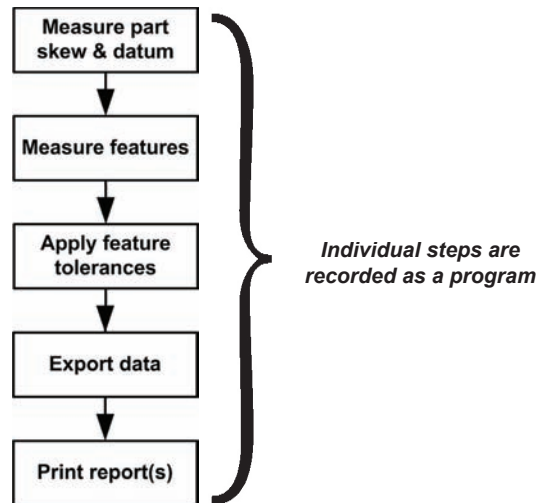 Measure part
skew & datum
Measure features
Apply feature
tolerances
Export data
Print report(s)
Individual steps are
recorded as a program